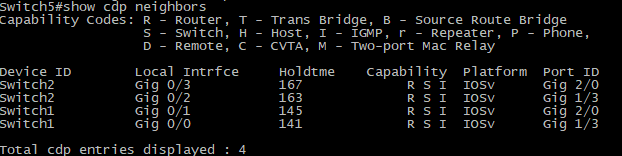 Switch5#show cdp neighbors
Capability Codes: R - Router, T - Trans Bridge, B - Source Route Bridge
                  S - Switch, H - Host, I - IGMP, r - Repeater, P - Phone,
                  D - Remote, C - CVTA, M - Two-port Mac Relay

Device ID        Local Intrfce     Holdtme    Capability  Platform  Port ID
Switch2          Gig 0/3           167             R S I  IOSv      Gig 2/0
Switch2          Gig 0/2           163             R S I  IOSv      Gig 1/3
Switch1          Gig 0/1           145             R S I  IOSv      Gig 2/0
Switch1          Gig 0/0           141             R S I  IOSv      Gig 1/3

Total cdp entries displayed : 4